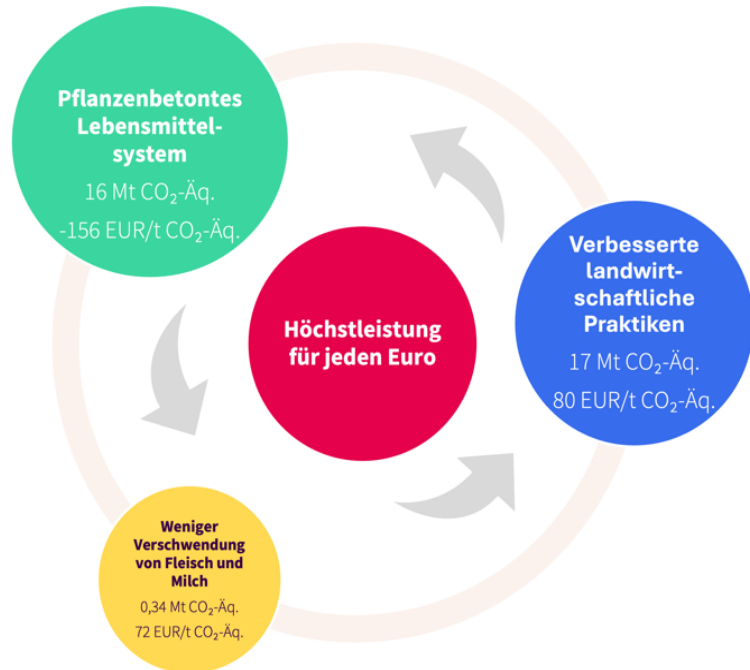 Pflanzenbetontes
Lebensmittel-
system
16 Mt CO₂-Äq.
-156 EUR/t CO₂-Äq.
Verbesserte
landwirt-
schaftliche
Praktiken
17 Mt CO₂-Äq.
80 EUR/t CO₂-Äq.
Höchstleistung
für jeden Euro
Weniger
Verschwendung
von Fleisch und
Milch
0,34 Mt CO₂-Äq.
72 EUR/t CO₂-Äq.